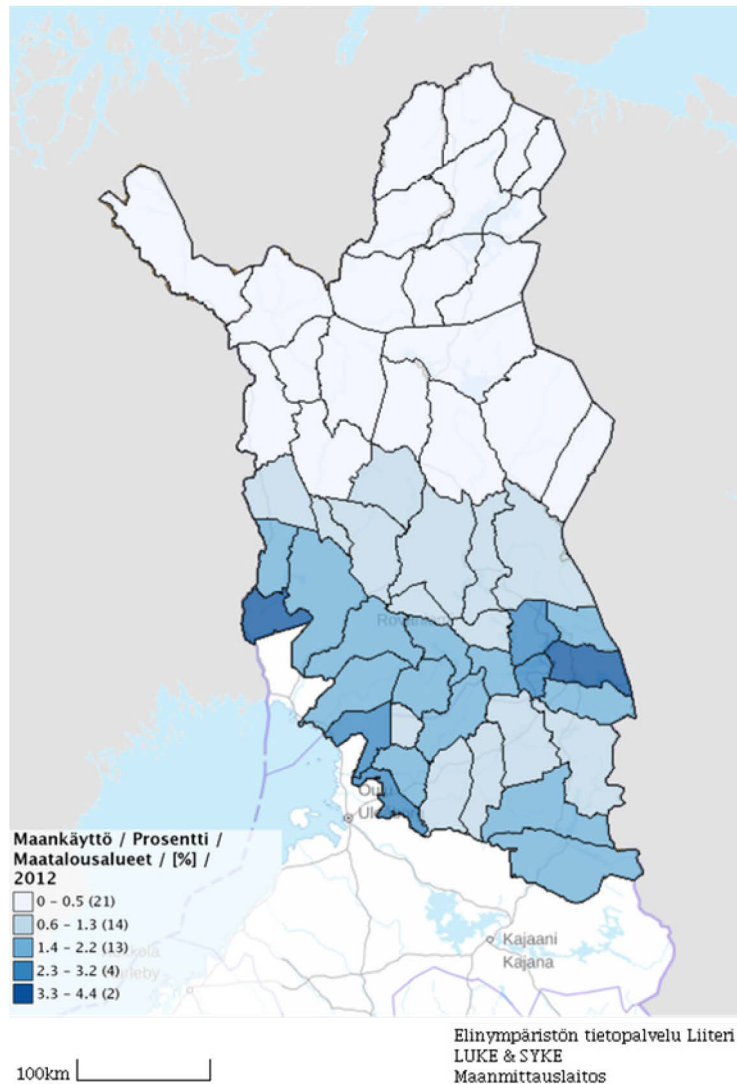 Rovaniemi
Oulu
Maankäyttö / Prosentti /
Maatalousalueet / [%] /
2012
0 – 0.5 (21)
0.6 – 1.3 (14)
1.4 – 2.2 (13)
2.3 – 3.2 (4)
3.3 – 4.4 (2)
Kajaani
Kajana
100km
Elinympäristön tietopalvelu Liiteri
LUKE & SYKE
Maanmittauslaitos